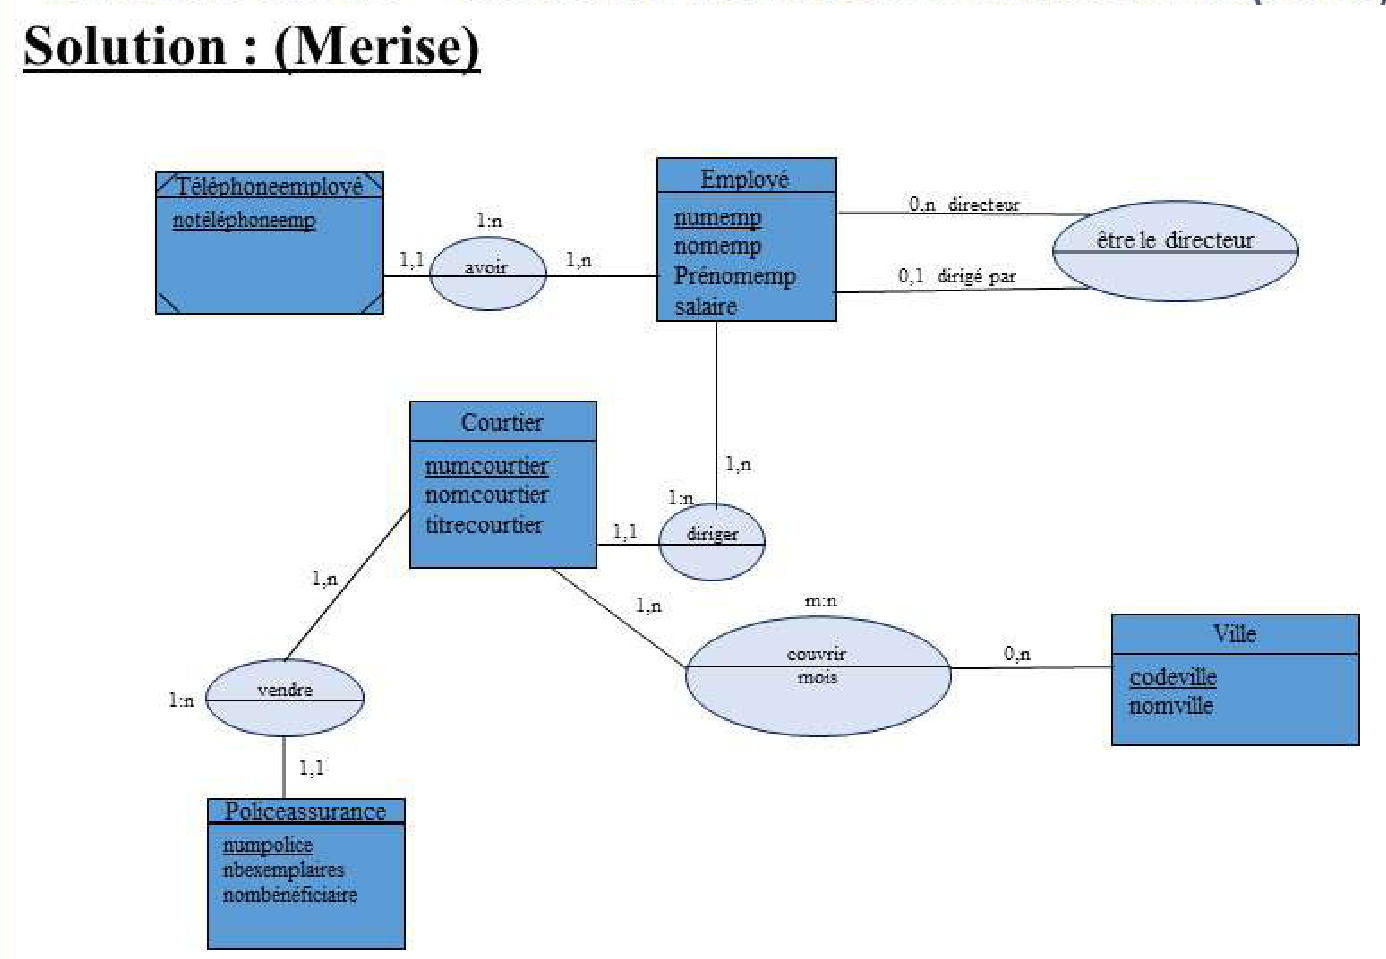 Solution : (Merise)
Téléphoneemployé
notéléphoneemp
1,1
1:n
avoir
1,n
Employé
numemp
nomemp
Prénomemp
salaire
0,n directeur
être le directeur
0,1 dirigé par
Courtier
numcourtier
nomcourtier
titrecourtier
1,n
1:n
diriger
1,1
1,n
1,n
m:n
couvrir
mois
0,n
Ville
codeville
nomville
1:n
vendre
1,1
Policeassurance
numpolice
nbexemplaires
nombénéficiaire